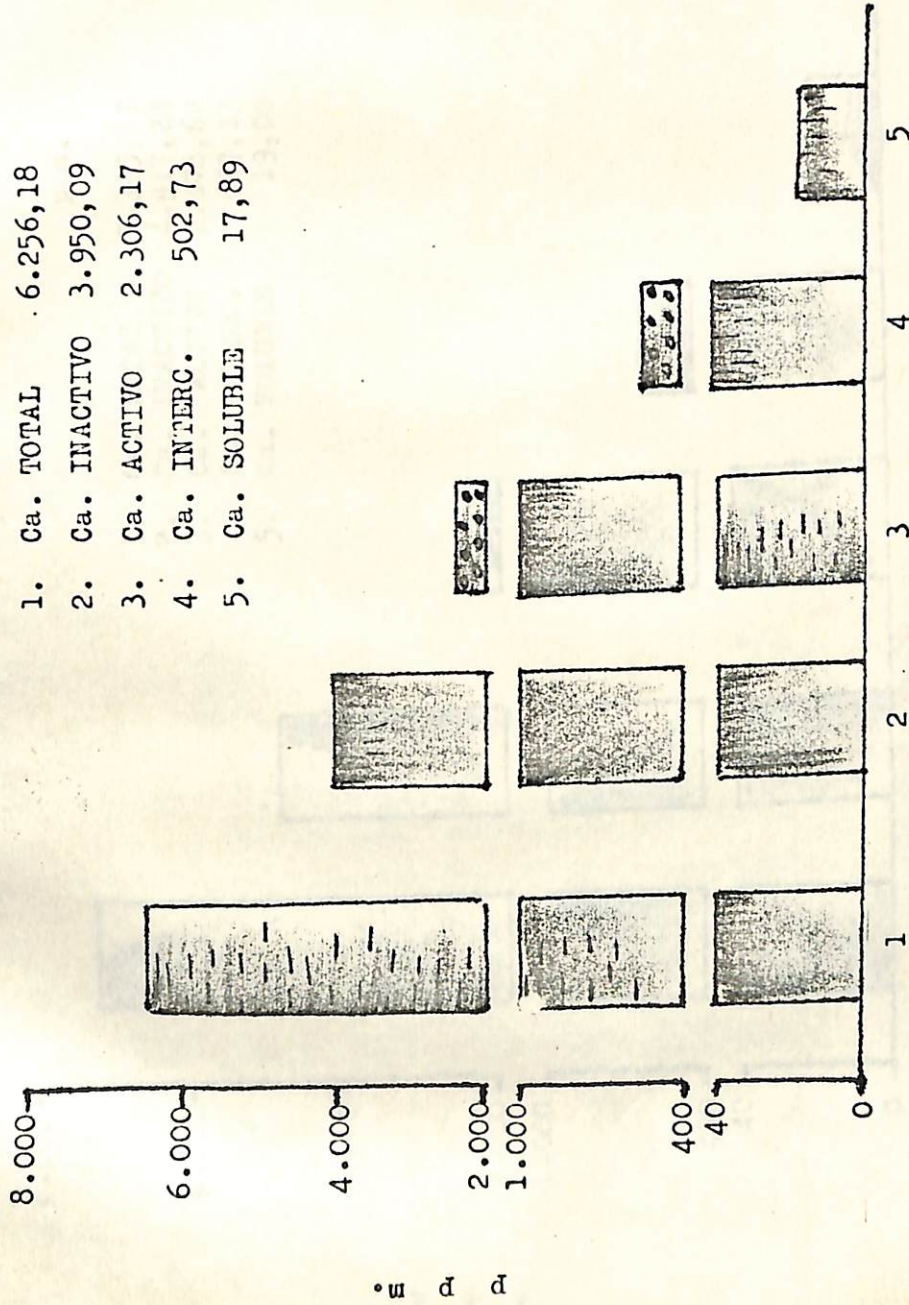 1. Ca. TOTAL 6.256,18
2. Ca. INACTIVO 3.950,09
3. Ca. ACTIVO 2.306,17
4. Ca. INTERC. 502,73
5. Ca. SOLUBLE 17,89
8.000
6.000
4.000
2.000
1.000
400
40
0
p p m.
1 2 3 4 5